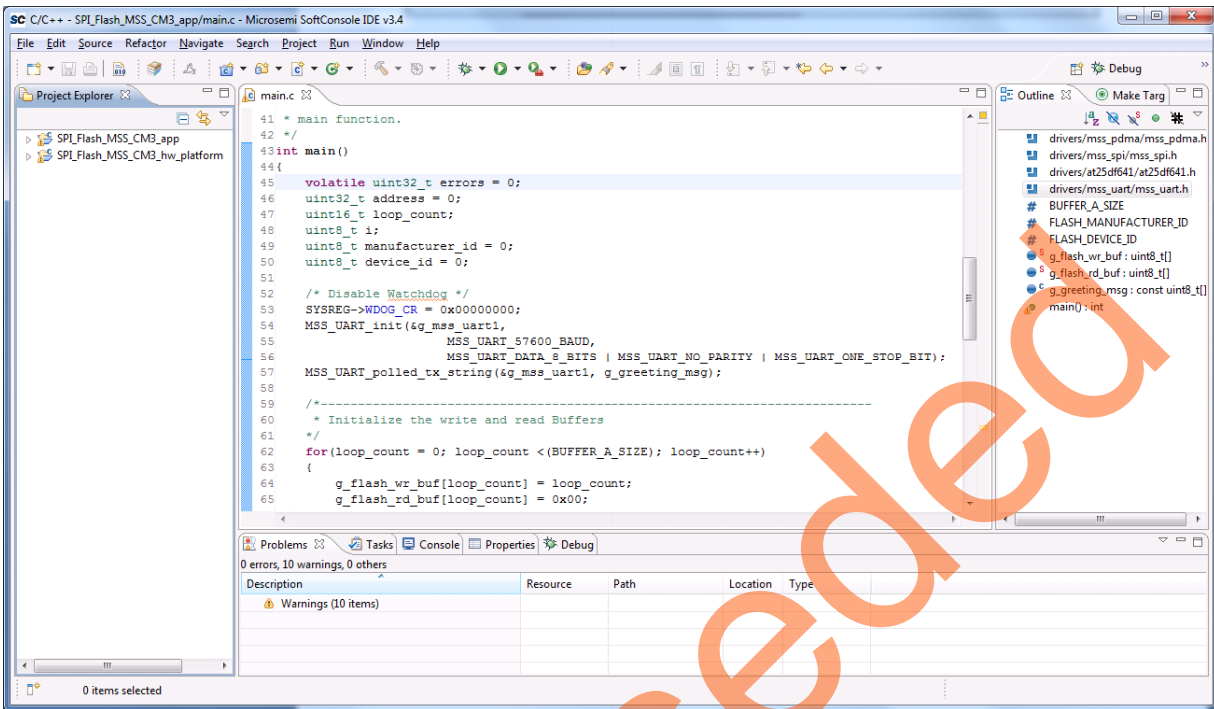 SC C/C++ - SPI_Flash_MSS_CM3_app/main.c - Microsemi SoftConsole IDE v3.4
File Edit Source Refactor Navigate Search Project Run Window Help
Debug
Project Explorer
SPI_Flash_MSS_CM3_app
SPI_Flash_MSS_CM3_hw_platform
main.c
41 * main function.
42 */
43 int main()
44 {
45 volatile uint32_t errors = 0;
46 uint32_t address = 0;
47 uint16_t loop_count;
48 uint8_t i;
49 uint8_t manufacturer_id = 0;
50 uint8_t device_id = 0;
51
52 /* Disable Watchdog */
53 SYSREG->WDOG_CR = 0x00000000;
54 MSS_UART_init(&g_mss_uart1,
55 MSS_UART_57600_BAUD,
56 MSS_UART_DATA_8_BITS | MSS_UART_NO_PARITY | MSS_UART_ONE_STOP_BIT);
57 MSS_UART_polled_tx_string(&g_mss_uart1, g_greeting_msg);
58
59 /*--------------------------------------------------------------------------
60 * Initialize the write and read Buffers
61 */
62 for(loop_count = 0; loop_count <(BUFFER_A_SIZE); loop_count++)
63 {
64 g_flash_wr_buf[loop_count] = loop_count;
65 g_flash_rd_buf[loop_count] = 0x00;
Outline Make Targ
drivers/mss_pdma/mss_pdma.h
drivers/mss_spi/mss_spi.h
drivers/at25df641/at25df641.h
drivers/mss_uart/mss_uart.h
# BUFFER_A_SIZE
# FLASH_MANUFACTURER_ID
# FLASH_DEVICE_ID
S g_flash_wr_buf : uint8_t[]
S g_flash_rd_buf : uint8_t[]
C g_greeting_msg : const uint8_t[]
main() : int
Problems Tasks Console Properties Debug
0 errors, 10 warnings, 0 others
Description Resource Path Location Type
Warnings (10 items)
0 items selected
eded